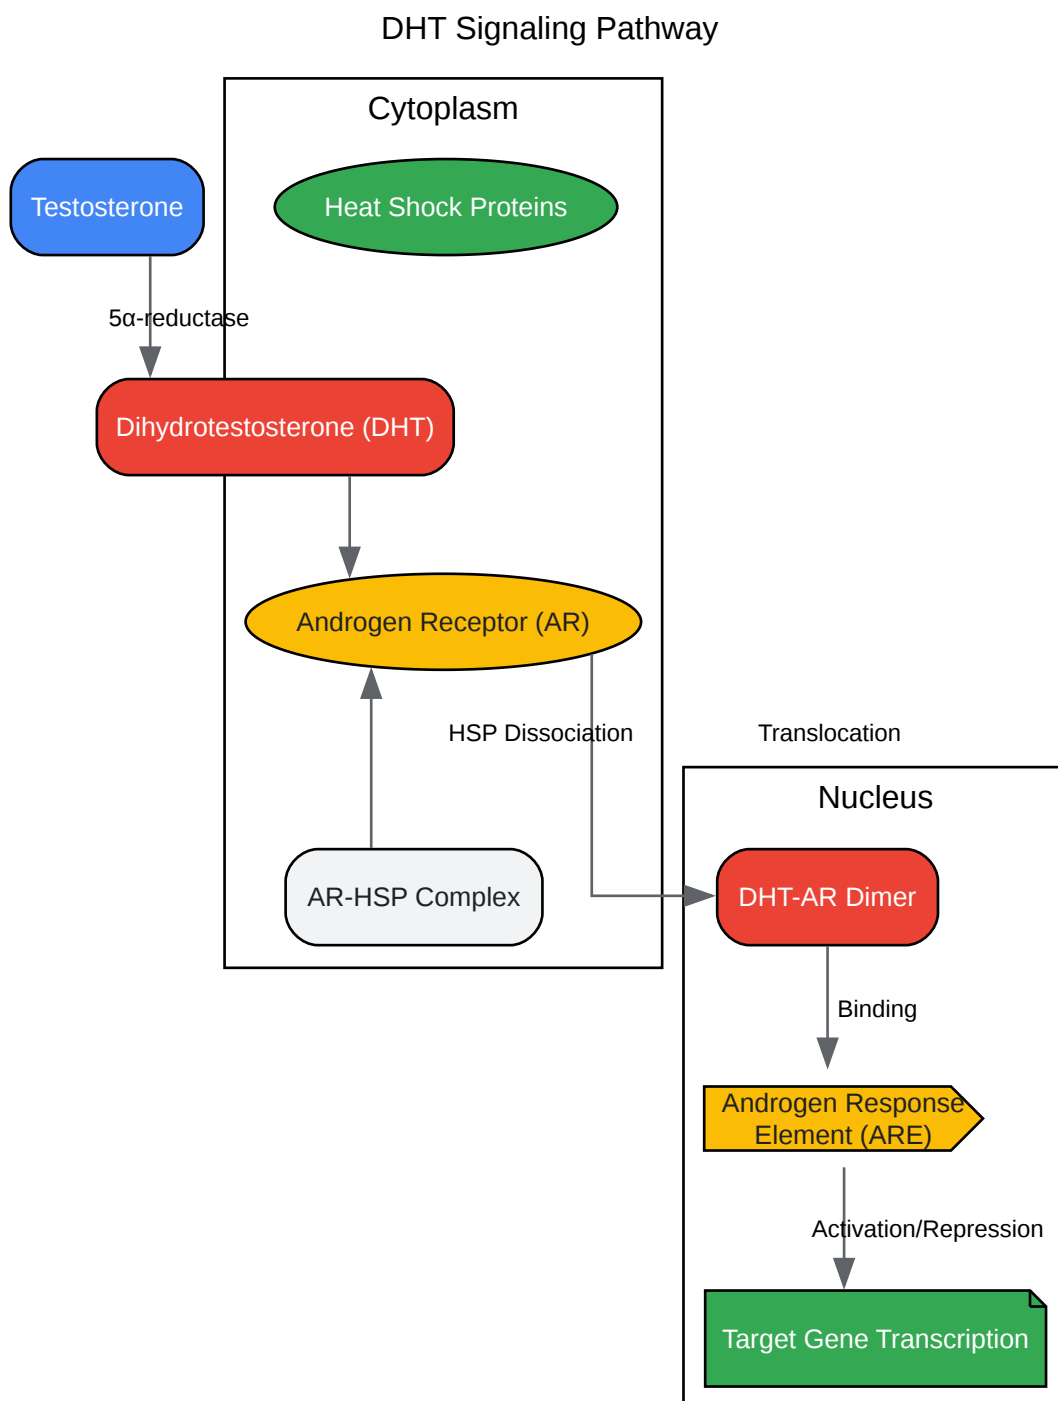 DHT Signaling Pathway
Cytoplasm
Testosterone
Heat Shock Proteins
5α-reductase
Dihydrotestosterone (DHT)
Androgen Receptor (AR)
HSP Dissociation
Translocation
Nucleus
AR-HSP Complex
DHT-AR Dimer
Binding
Androgen Response
Element (ARE)
Activation/Repression
Target Gene Transcription